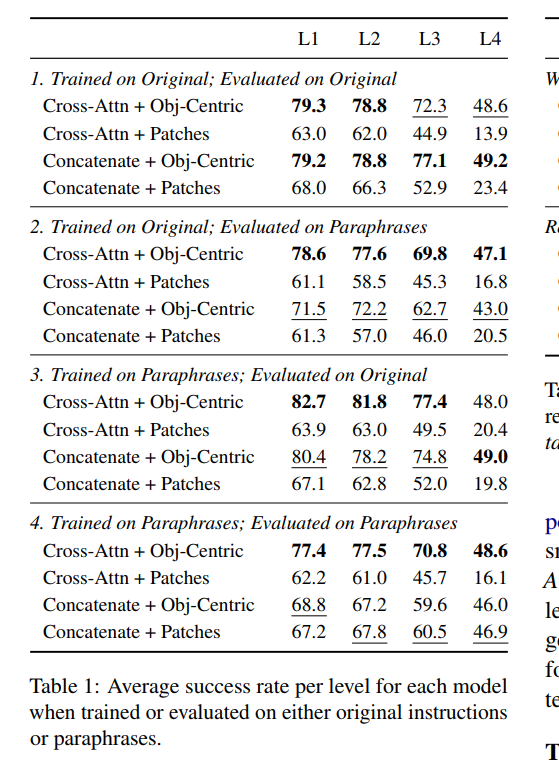 L1 L2 L3 L4
1. Trained on Original; Evaluated on Original
Cross-Attn + Obj-Centric 79.3 78.8 72.3 48.6
Cross-Attn + Patches 63.0 62.0 44.9 13.9
Concatenate + Obj-Centric 79.2 78.8 77.1 49.2
Concatenate + Patches 68.0 66.3 52.9 23.4
2. Trained on Original; Evaluated on Paraphrases
Cross-Attn + Obj-Centric 78.6 77.6 69.8 47.1
Cross-Attn + Patches 61.1 58.5 45.3 16.8
Concatenate + Obj-Centric 71.5 72.2 62.7 43.0
Concatenate + Patches 61.3 57.0 46.0 20.5
3. Trained on Paraphrases; Evaluated on Original
Cross-Attn + Obj-Centric 82.7 81.8 77.4 48.0
Cross-Attn + Patches 63.9 63.0 49.5 20.4
Concatenate + Obj-Centric 80.4 78.2 74.8 49.0
Concatenate + Patches 67.1 62.8 52.0 19.8
4. Trained on Paraphrases; Evaluated on Paraphrases
Cross-Attn + Obj-Centric 77.4 77.5 70.8 48.6
Cross-Attn + Patches 62.2 61.0 45.7 16.1
Concatenate + Obj-Centric 68.8 67.2 59.6 46.0
Concatenate + Patches 67.2 67.8 60.5 46.9
Table 1: Average success rate per level for each model
when trained or evaluated on either original instructions
or paraphrases.